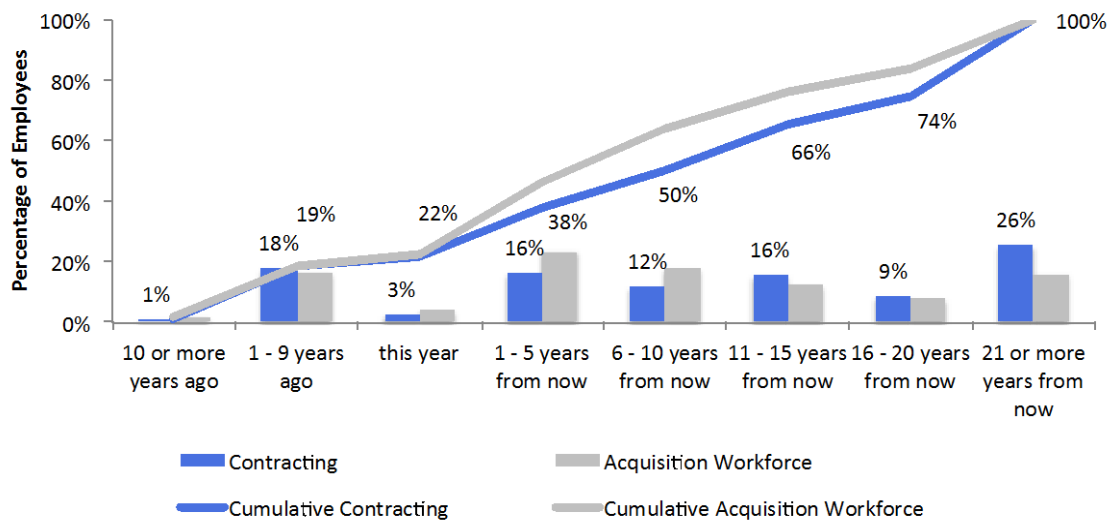 100%
80%
60%
40%
20%
0%
Percentage of Employees
1%
18%
19%
3%
22%
16%
38%
12%
50%
16%
66%
9%
74%
26%
100%
10 or more
years ago
1 - 9 years
ago
this year
1 - 5 years
from now
6 - 10 years
from now
11 - 15 years
from now
16 - 20 years
from now
21 or more
years from
now
Contracting
Acquisition Workforce
Cumulative Contracting
Cumulative Acquisition Workforce